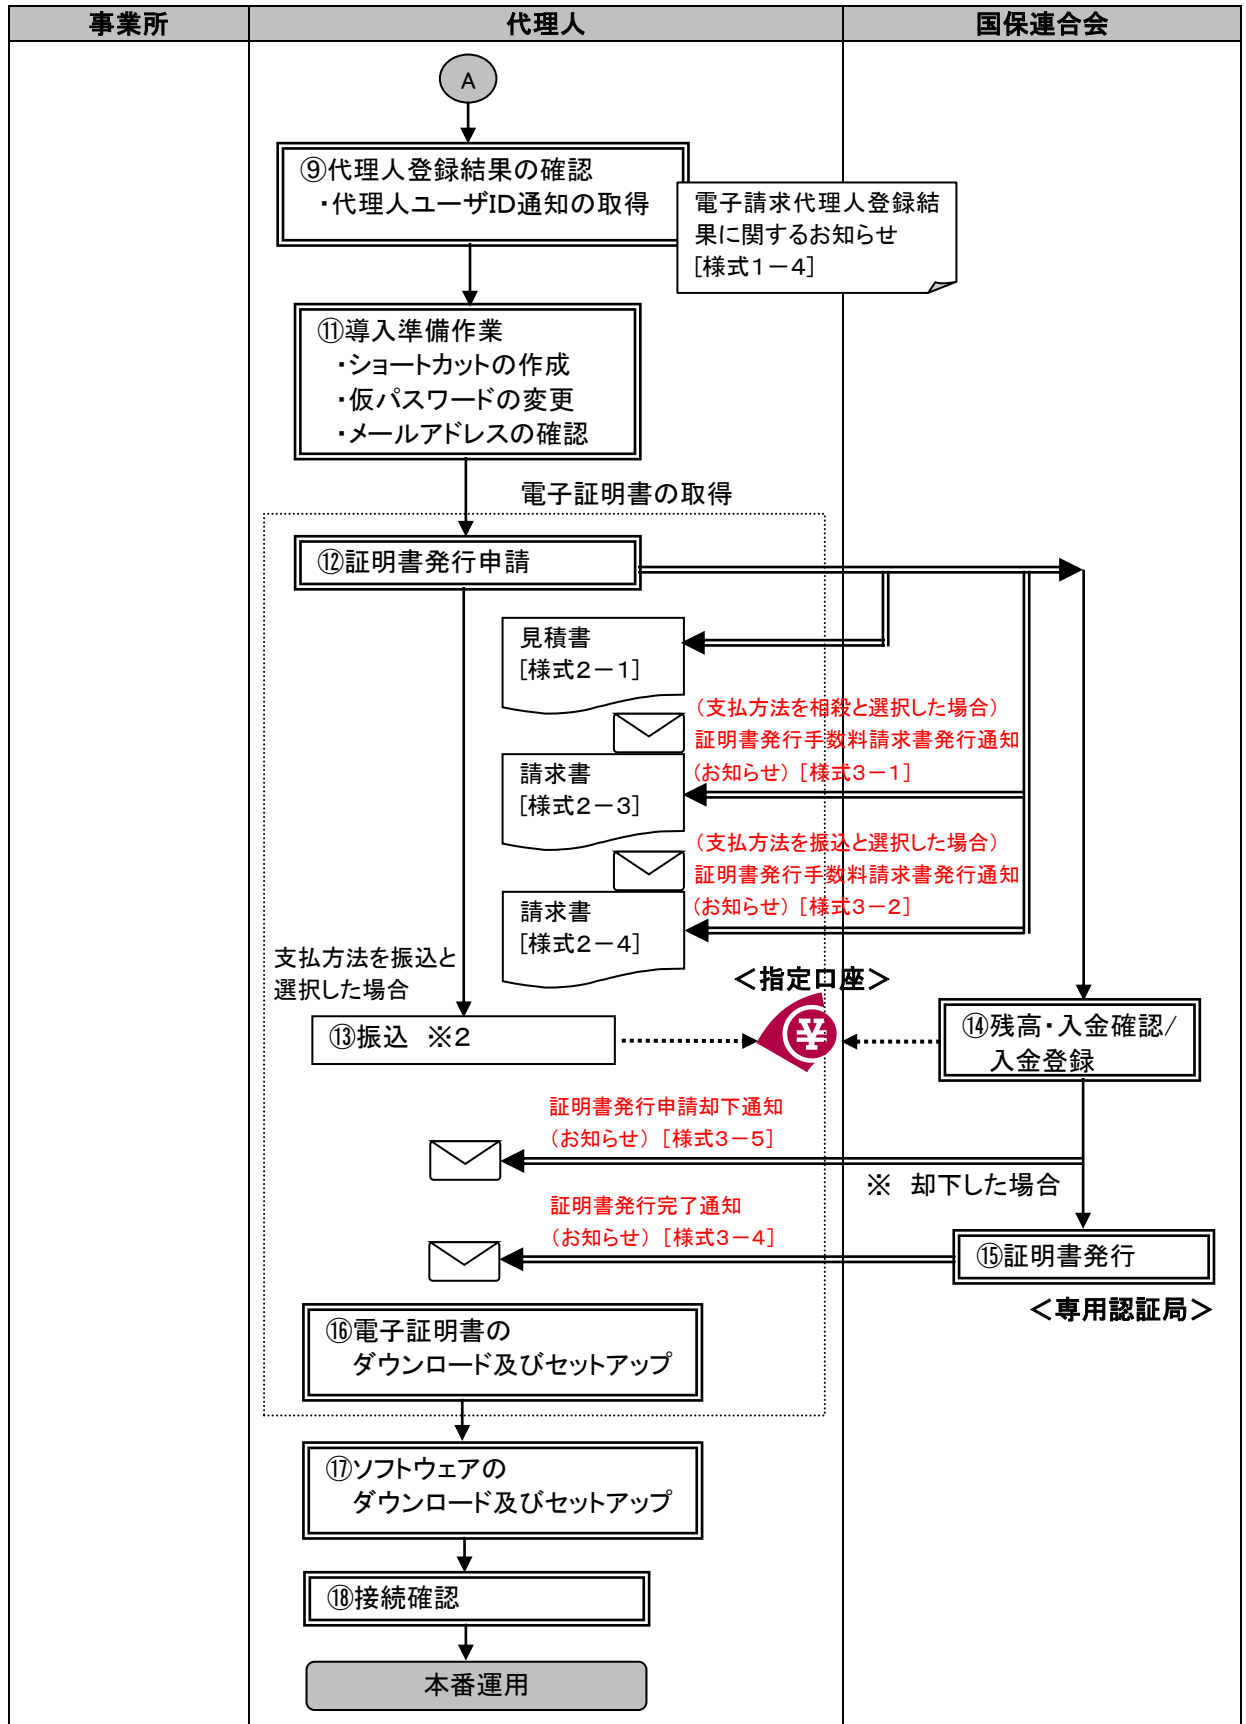 事業所
代理人
国保連合会
A
⑨代理人登録結果の確認
・代理人ユーザID通知の取得
電子請求代理人登録結
果に関するお知らせ
[様式1－4]
⑪導入準備作業
・ショートカットの作成
・仮パスワードの変更
・メールアドレスの確認
電子証明書の取得
⑫証明書発行申請
見積書
[様式2－1]
（支払方法を相殺と選択した場合）
証明書発行手数料請求書発行通知
（お知らせ）[様式3－1]
請求書
[様式2－3]
（支払方法を振込と選択した場合）
証明書発行手数料請求書発行通知
（お知らせ）[様式3－2]
請求書
[様式2－4]
支払方法を振込と
選択した場合
＜指定口座＞
⑬振込 ※2
¥
⑭残高・入金確認/
入金登録
証明書発行申請却下通知
（お知らせ）[様式3－5]
※ 却下した場合
証明書発行完了通知
（お知らせ）[様式3－4]
⑮証明書発行
＜専用認証局＞
⑯電子証明書の
ダウンロード及びセットアップ
⑰ソフトウェアの
ダウンロード及びセットアップ
⑱接続確認
本番運用